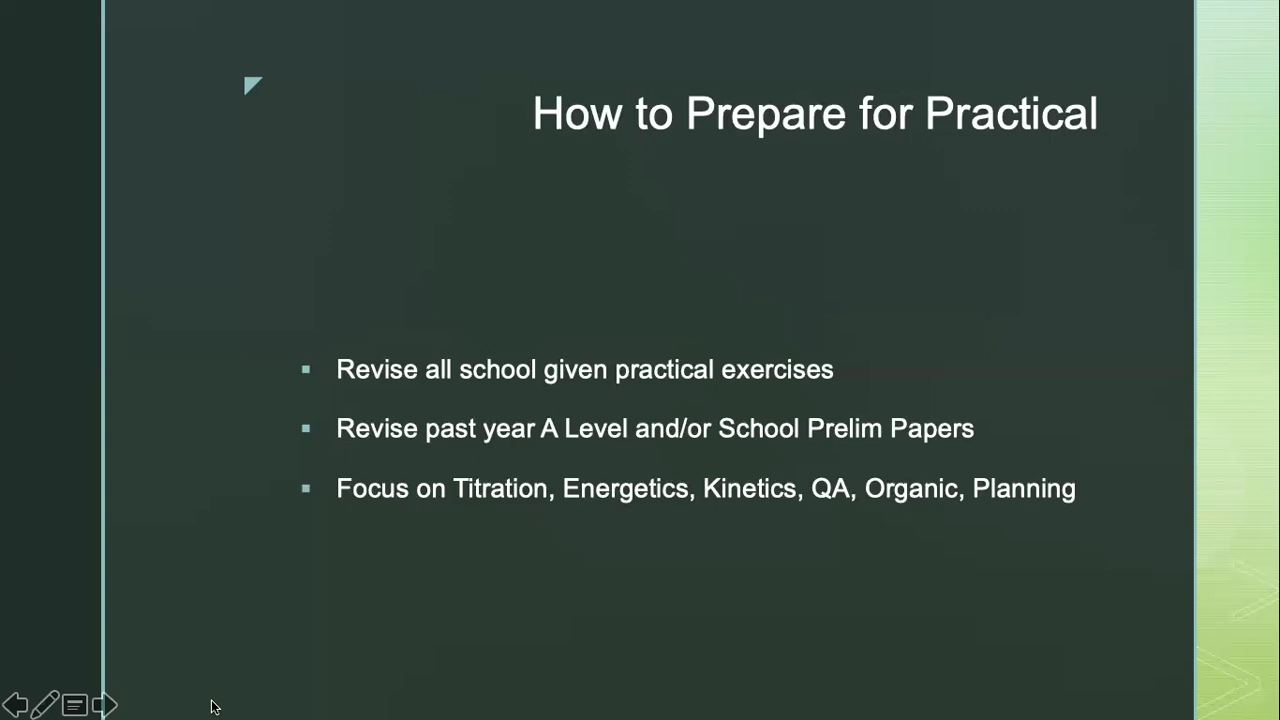 How to Prepare for Practical
Revise all school given practical exercises
Revise past year A Level and/or School Prelim Papers
Focus on Titration, Energetics, Kinetics, QA, Organic, Planning